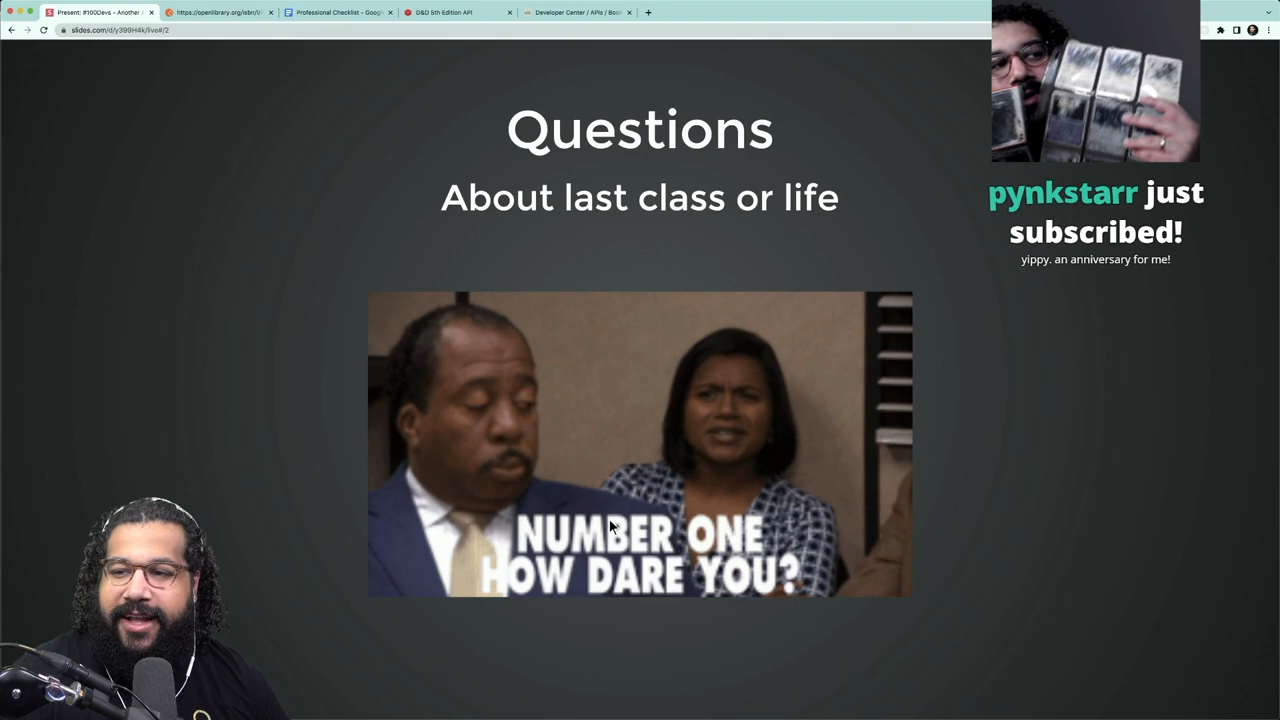 Present: #100Devs - Another
https://openlibrary.org/isbn/97
Professional Checklist - Google
D&D 5th Edition API
Developer Center / APIs / Boo
slides.com/d/y399H4k/live#/2
Questions
About last class or life
pynkstarr just
subscribed!
yippy. an anniversary for me!
NUMBER ONE
HOW DARE YOU?